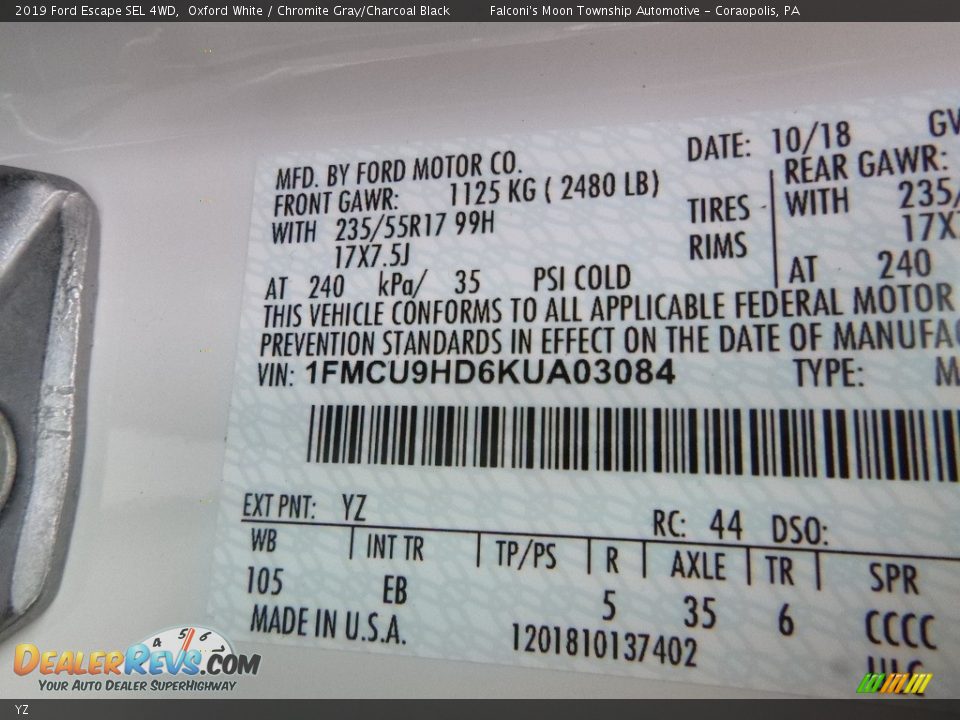 2019 Ford Escape SEL 4WD, Oxford White / Chromite Gray/Charcoal Black Falconi's Moon Township Automotive - Coraopolis, PA
MFD. BY FORD MOTOR CO. DATE: 10/18
FRONT GAWR: 1125 KG ( 2480 LB) REAR GAWR:
WITH 235/55R17 99H TIRES WITH 235/
17X7.5J RIMS
AT 240 kPa/ 35 PSI COLD AT 240
THIS VEHICLE CONFORMS TO ALL APPLICABLE FEDERAL MOTOR
PREVENTION STANDARDS IN EFFECT ON THE DATE OF
VIN: 1FMCU9HD6KUA03084 TYPE:
EXT PNT: YZ RC: 44 DSO:
WB INT TR TP/PS R AXLE TR SPR
105 EB 5 35 6 CCCC
MADE IN U.S.A. 1201810137402
4 5 6
DEALERREVS.COM
YOUR AUTO DEALER SUPERHIGHWAY
YZ